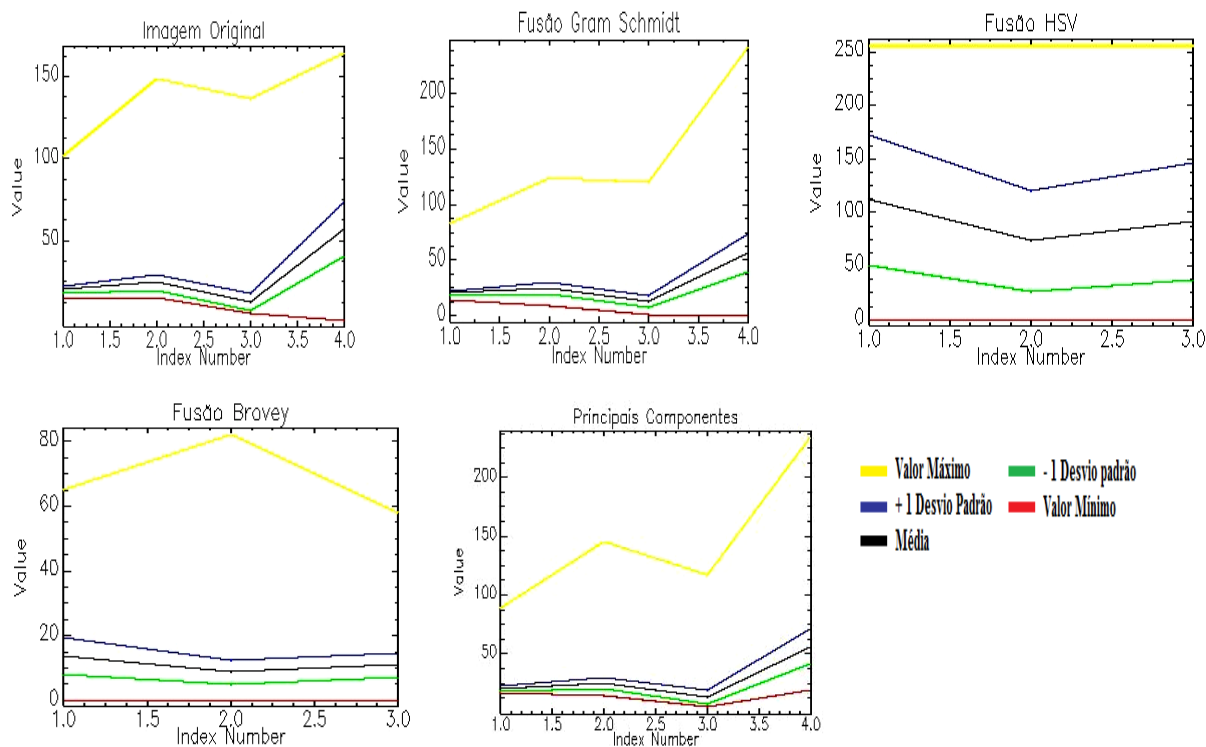 Imagem Original
Value
150
100
50
1.0 1.5 2.0 2.5 3.0 3.5 4.0
Index Number
Fusão Gram Schmidt
Value
200
150
100
50
0
1.0 1.5 2.0 2.5 3.0 3.5 4.0
Index Number
Fusão HSV
Value
250
200
150
100
50
0
1.0 1.5 2.0 2.5 3.0
Index Number
Fusão Brovey
Value
80
60
40
20
0
1.0 1.5 2.0 2.5 3.0
Index Number
Principais Componentes
Value
200
150
100
50
1.0 1.5 2.0 2.5 3.0 3.5 4.0
Index Number
Valor Máximo
- 1 Desvio padrão
+ 1 Desvio Padrão
Valor Mínimo
Média